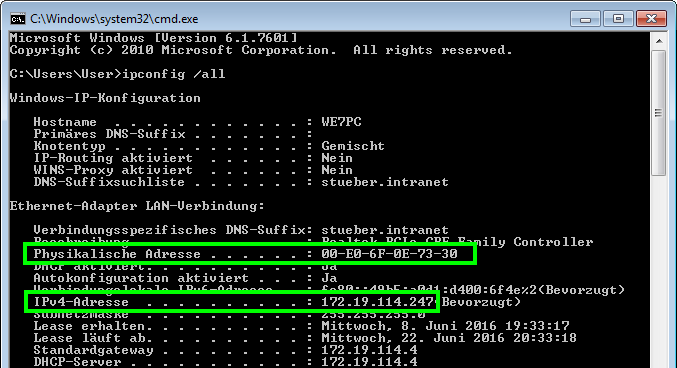 C:\Windows\system32\cmd.exe
Microsoft Windows [Version 6.1.7601]
Copyright (c) 2010 Microsoft Corporation. All rights reserved.
C:\Users\User>ipconfig /all
Windows-IP-Konfiguration
Hostname . . . . . . . . . . . . : WE7PC
Primäres DNS-Suffix . . . . . . . :
Knotentyp . . . . . . . . . . . . : Gemischt
IP-Routing aktiviert . . . . . . : Nein
WINS-Proxy aktiviert . . . . . . : Nein
DNS-Suffixsuchliste . . . . . . . : stueber.intranet
Ethernet-Adapter LAN-Verbindung:
Verbindungsspezifisches DNS-Suffix: stueber.intranet
Beschreibung. . . . . . . . . . . : Realtek PCIe GBE Family Controller
Physikalische Adresse . . . . . . : 00-E0-6F-0E-73-30
DHCP aktiviert. . . . . . . . . . : Ja
Autokonfiguration aktiviert . . . : Ja
Verbindungslokale IPv6-Adresse . : (Bevorzugt)
IPv4-Adresse . . . . . . . . . . : 172.19.114.247(Bevorzugt)
Subnetzmaske . . . . . . . . . . : 255.255.255.0
Lease erhalten. . . . . . . . . . : Mittwoch, 8. Juni 2016 19:33:17
Lease läuft ab. . . . . . . . . . : Mittwoch, 22. Juni 2016 20:33:18
Standardgateway . . . . . . . . . : 172.19.114.4
DHCP-Server . . . . . . . . . . . : 172.19.114.4